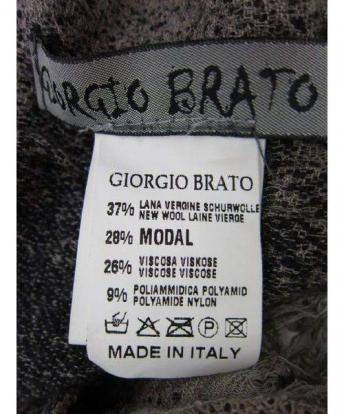 GIORGIO BRATO
GIORGIO BRATO
37% LANA VERGINE SCHURWOLLE
NEW WOOL LAINE VIERGE
28% MODAL
26% VISCOSA VISKOSE
VISCOSE VISCOSE
9% POLIAMMIDICA POLYAMID
POLYAMIDE NYLON
P
MADE IN ITALY